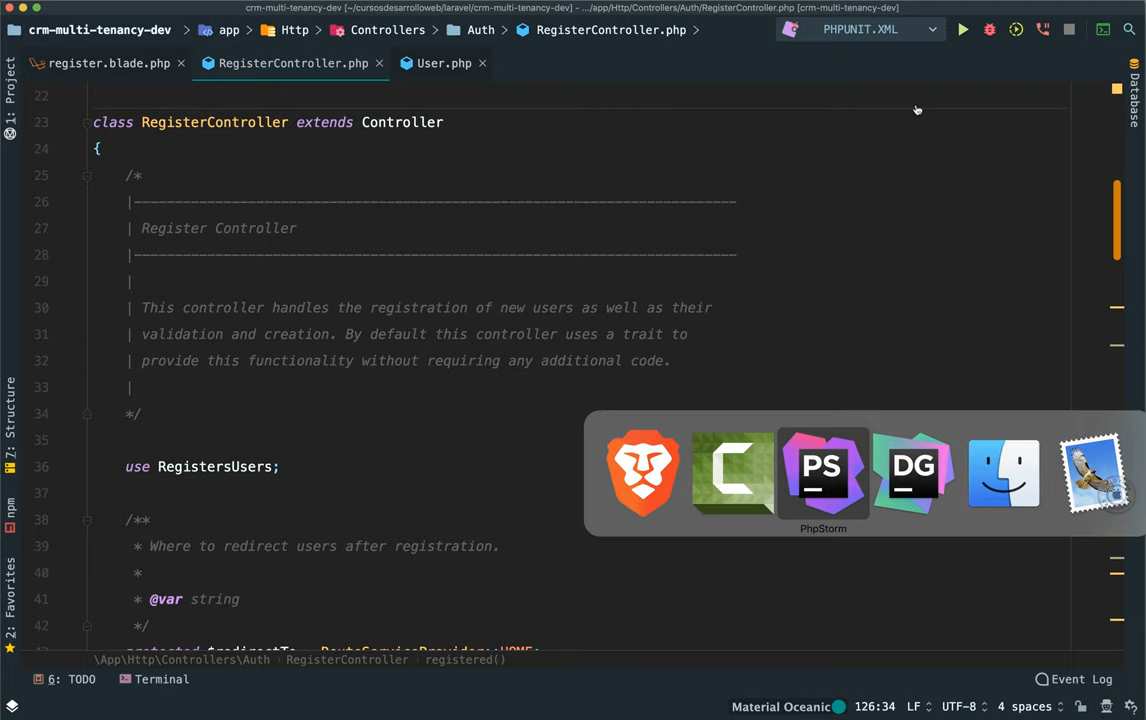 crm-multi-tenancy-dev [~/cursosdesarrolloweb/laravel/crm-multi-tenancy-dev] - .../app/Http/Controllers/Auth/RegisterController.php [crm-multi-tenancy-dev]
crm-multi-tenancy-dev app Http Controllers Auth RegisterController.php PHPUNIT.XML
register.blade.php RegisterController.php User.php
1: Project
Database
22
23 class RegisterController extends Controller
24 {
25 /*
26 |--------------------------------------------------------------------------
27 | Register Controller
28 |--------------------------------------------------------------------------
29 |
30 | This controller handles the registration of new users as well as their
31 | validation and creation. By default this controller uses a trait to
32 | provide this functionality without requiring any additional code.
33 |
34 */
35
36 use RegistersUsers;
37
38 /**
39 * Where to redirect users after registration.
40 *
41 * @var string
42 */
protected $redirectTo = RouteServiceProvider::HOME;
7: Structure
npm
2: Favorites
PS
DG
PhpStorm
\App\Http\Controllers\Auth › RegisterController › registered()
6: TODO Terminal Event Log
Material Oceanic 126:34 LF UTF-8 4 spaces